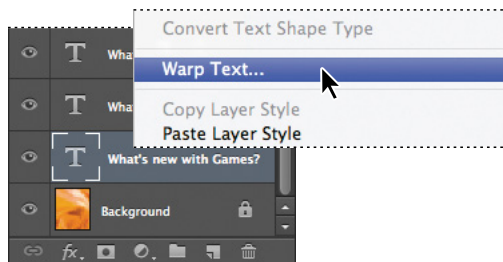 Convert Text Shape Type
Warp Text...
Copy Layer Style
Paste Layer Style
T What
T What
T What's new with Games?
Background
fx.